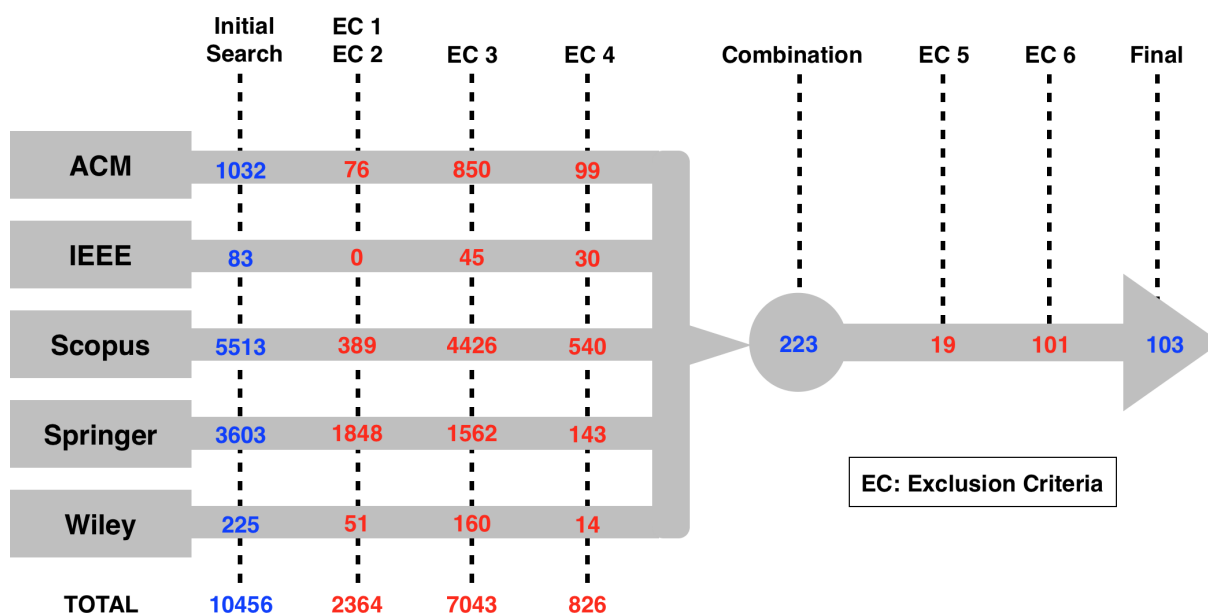 Initial
Search
EC 1
EC 2
EC 3
EC 4
Combination
EC 5
EC 6
Final
ACM 1032 76 850 99
IEEE 83 0 45 30
Scopus 5513 389 4426 540
223 19 101 103
Springer 3603 1848 1562 143
EC: Exclusion Criteria
Wiley 225 51 160 14
TOTAL 10456 2364 7043 826